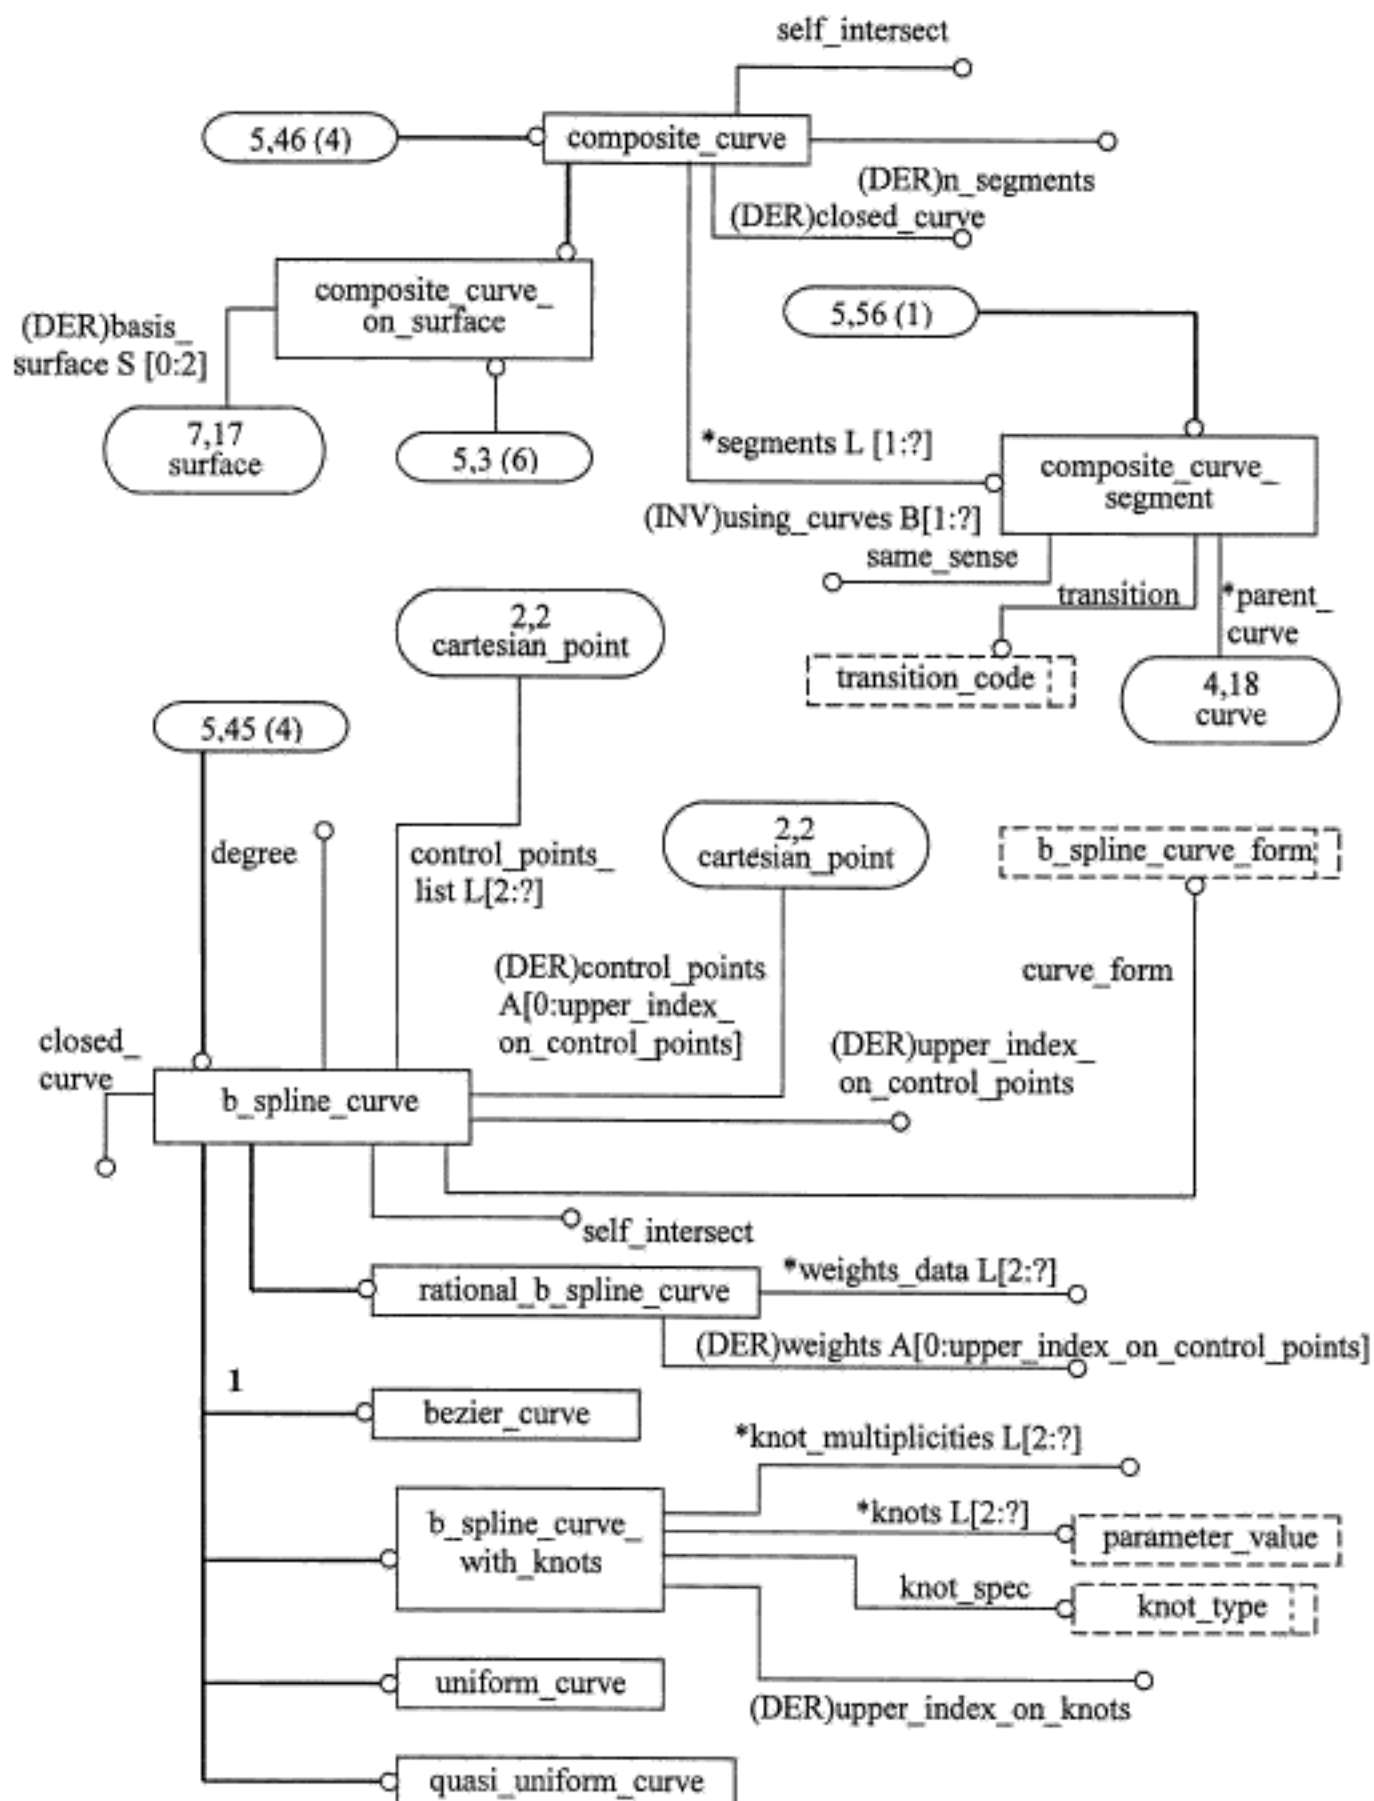 self_intersect
5,46 (4)
composite_curve
(DER)n_segments
(DER)closed_curve
composite_curve_
on_surface
(DER)basis_
surface S [0:2]
5,56 (1)
7,17
surface
5,3 (6)
*segments L [1:?]
composite_curve_
segment
(INV)using_curves B[1:?]
same_sense
transition
*parent_
curve
2,2
cartesian_point
transition_code
4,18
curve
5,45 (4)
degree
control_points_
list L[2:?]
2,2
cartesian_point
b_spline_curve_form
(DER)control_points
A[0:upper_index_
on_control_points]
curve_form
closed_
curve
(DER)upper_index_
on_control_points
b_spline_curve
self_intersect
rational_b_spline_curve
*weights_data L[2:?]
(DER)weights A[0:upper_index_on_control_points]
1
bezier_curve
*knot_multiplicities L[2:?]
b_spline_curve_
with_knots
*knots L[2:?]
parameter_value
knot_spec
knot_type
uniform_curve
(DER)upper_index_on_knots
quasi_uniform_curve